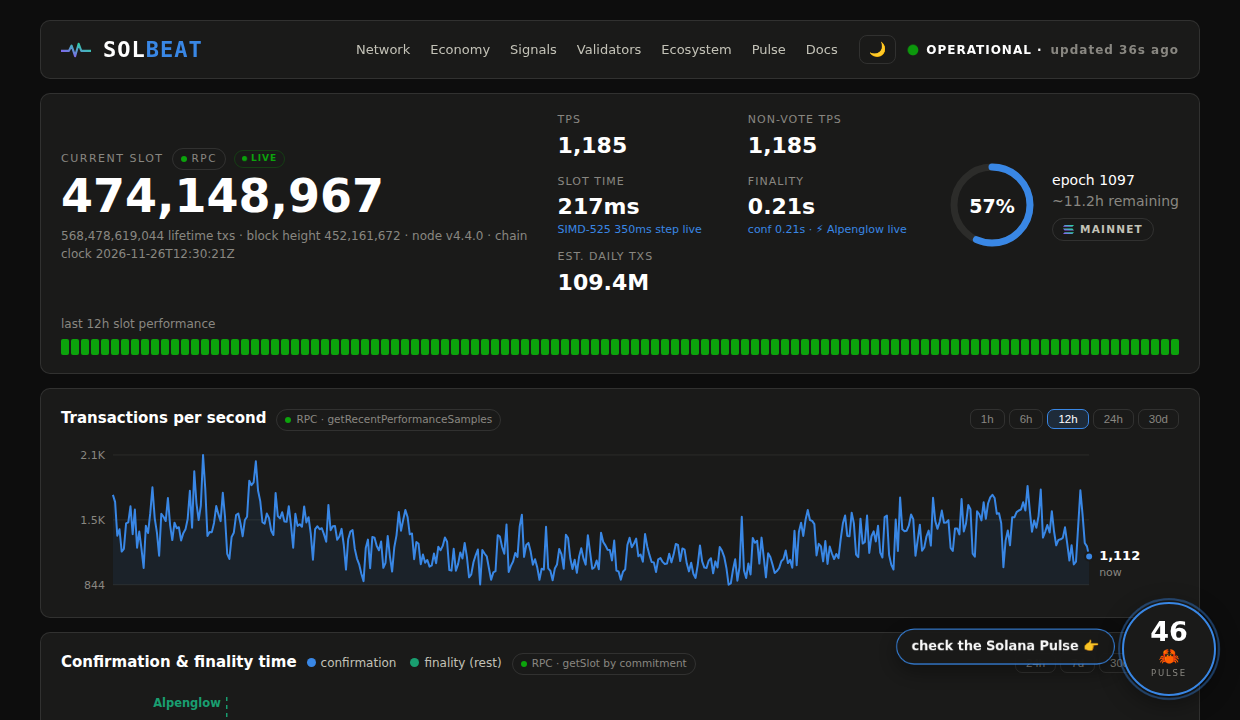 SOLBEAT
Network Economy Signals Validators Ecosystem Pulse Docs 🌙 OPERATIONAL · updated 36s ago
CURRENT SLOT RPC LIVE
474,148,967
568,478,619,044 lifetime txs · block height 452,161,672 · node v4.4.0 · chain
clock 2026-11-26T12:30:21Z
TPS
1,185
NON-VOTE TPS
1,185
SLOT TIME
217ms
SIMD-525 350ms step live
FINALITY
0.21s
conf 0.21s · ⚡ Alpenglow live
EST. DAILY TXS
109.4M
57%
epoch 1097
~11.2h remaining
MAINNET
last 12h slot performance
Transactions per second RPC · getRecentPerformanceSamples
1h 6h 12h 24h 30d
2.1K
1.5K
844
1,112
now
Confirmation & finality time confirmation finality (rest) RPC · getSlot by commitment
check the Solana Pulse 👉
46
🦀
PULSE
Alpenglow